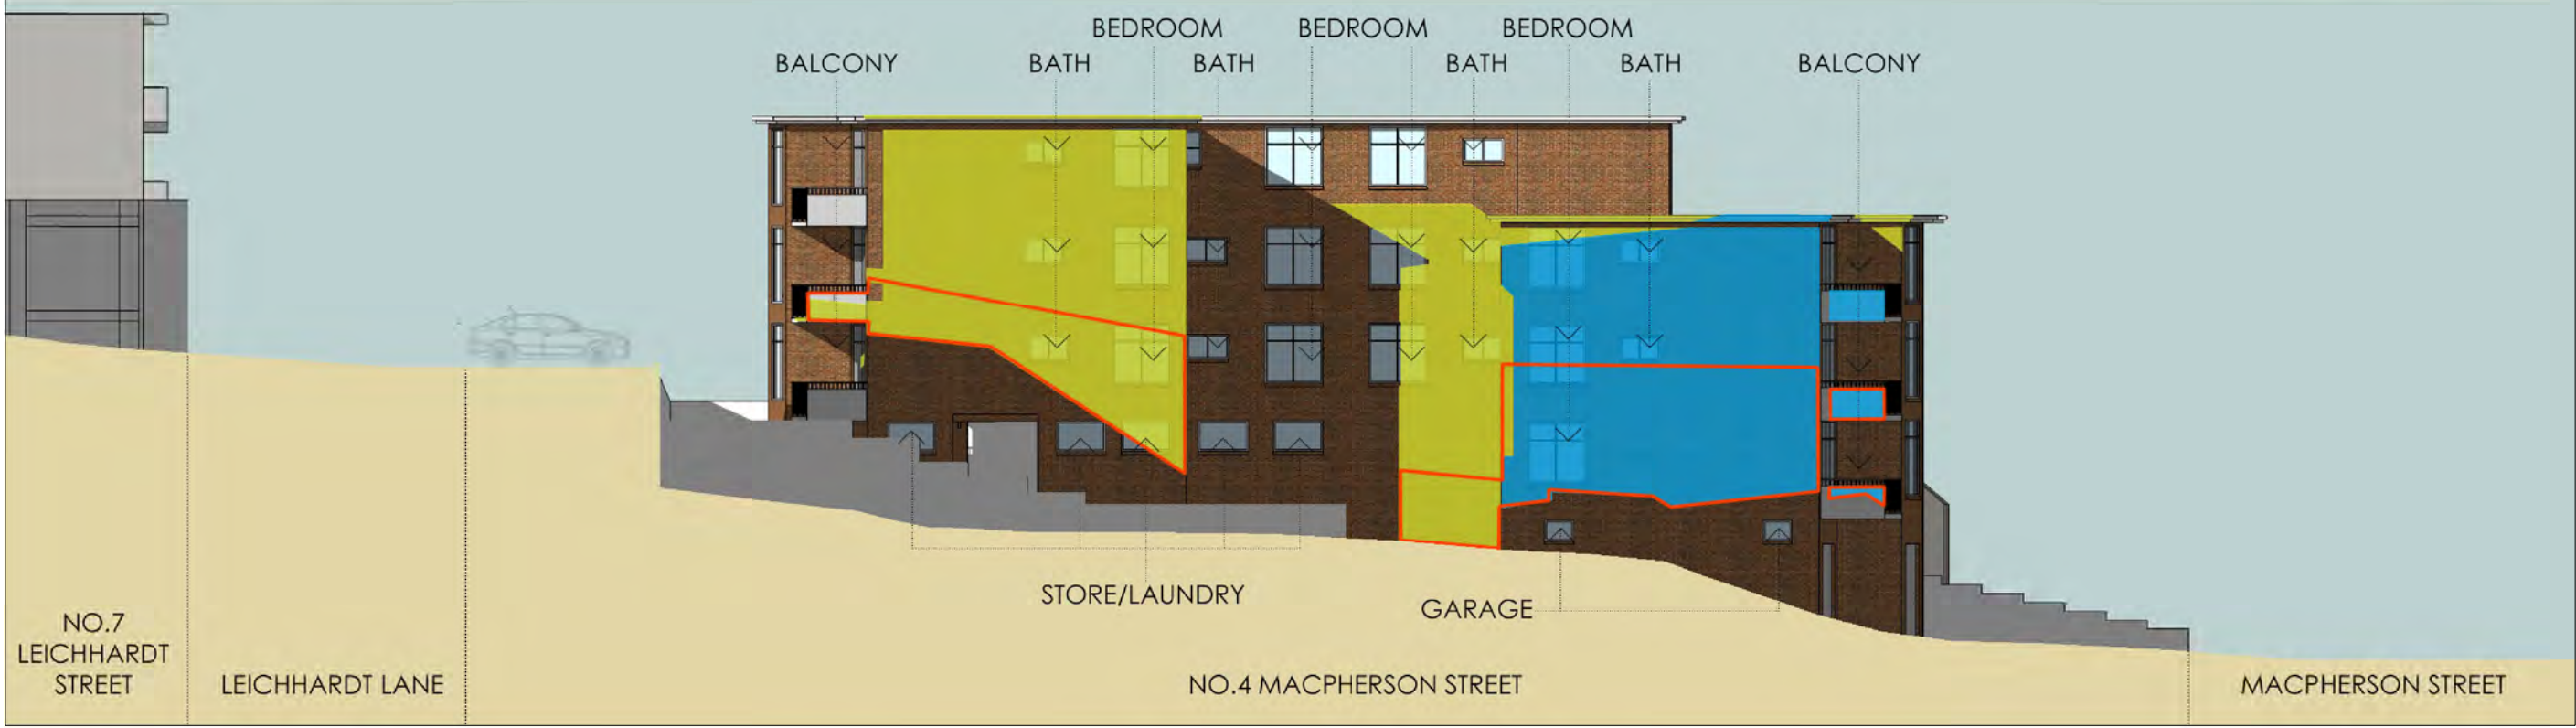 BEDROOM BEDROOM BEDROOM
BALCONY BATH BATH BATH BATH BALCONY
STORE/LAUNDRY
GARAGE
NO.7
LEICHHARDT
STREET
LEICHHARDT LANE
NO.4 MACPHERSON STREET
MACPHERSON STREET